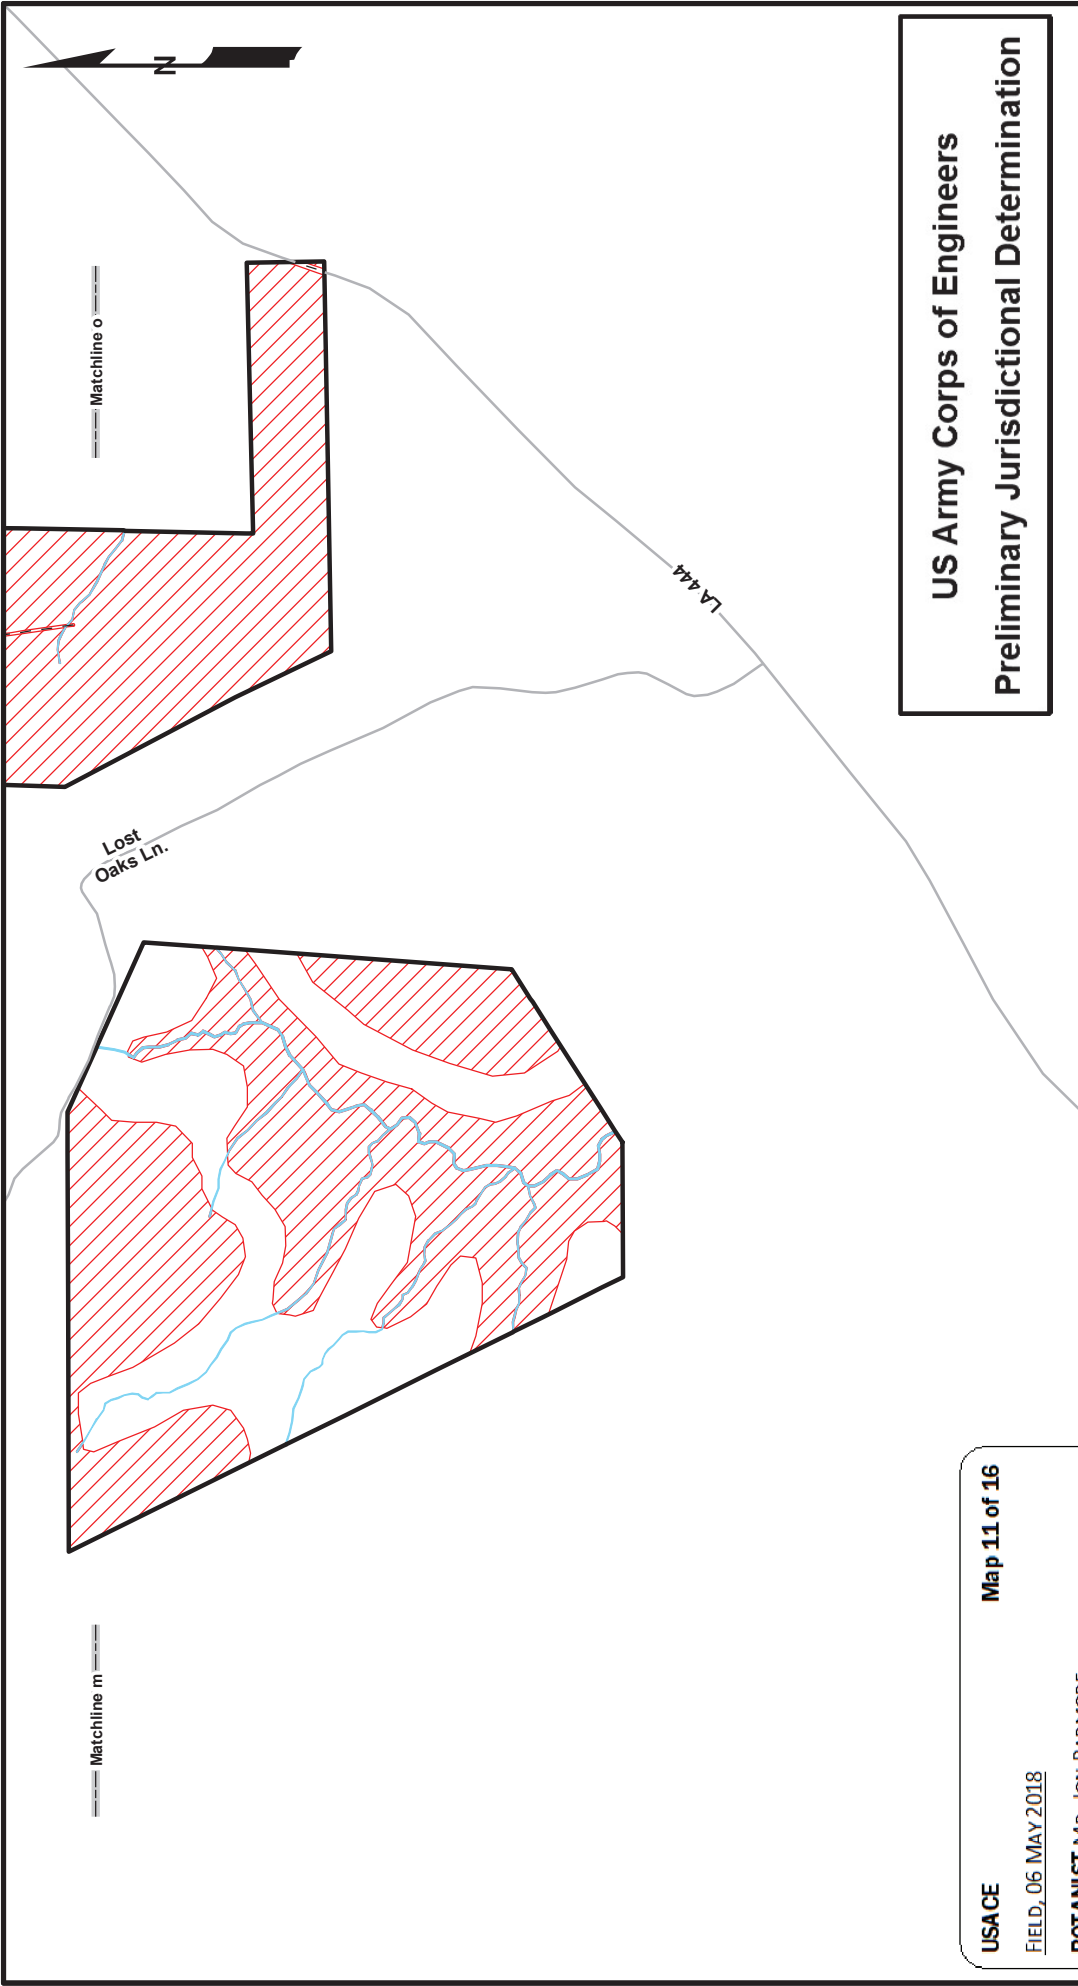 N
Matchline o
LA 444
Lost
Oaks Ln.
Matchline m
US Army Corps of Engineers
Preliminary Jurisdictional Determination
USACE Map 11 of 16
FIELD, 06 MAY 2018
BOTANIST